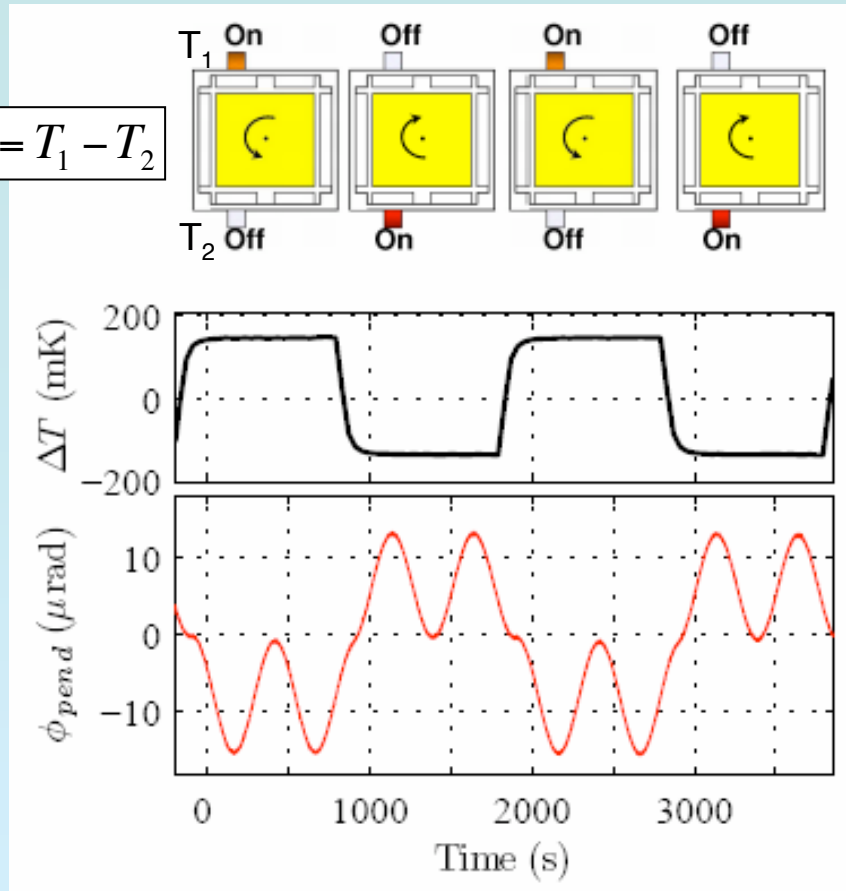 T₁ On Off On Off
= T₁ − T₂
T₂ Off On Off On
200
0
−200
ΔT (mK)
10
0
−10
ϕpend (μrad)
0 1000 2000 3000
Time (s)